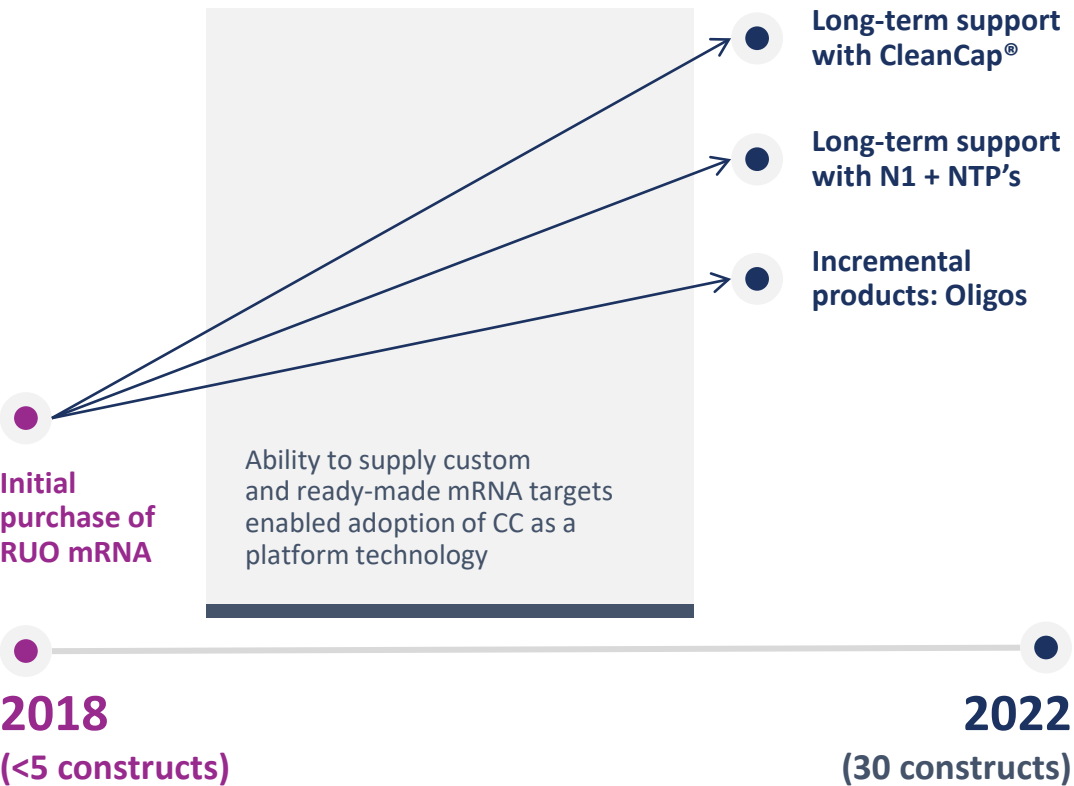 Long-term support
with CleanCap®
Long-term support
with N1 + NTP’s
Incremental
products: Oligos
Initial
purchase of
RUO mRNA
Ability to supply custom
and ready-made mRNA targets
enabled adoption of CC as a
platform technology
2018
(<5 constructs)
2022
(30 constructs)